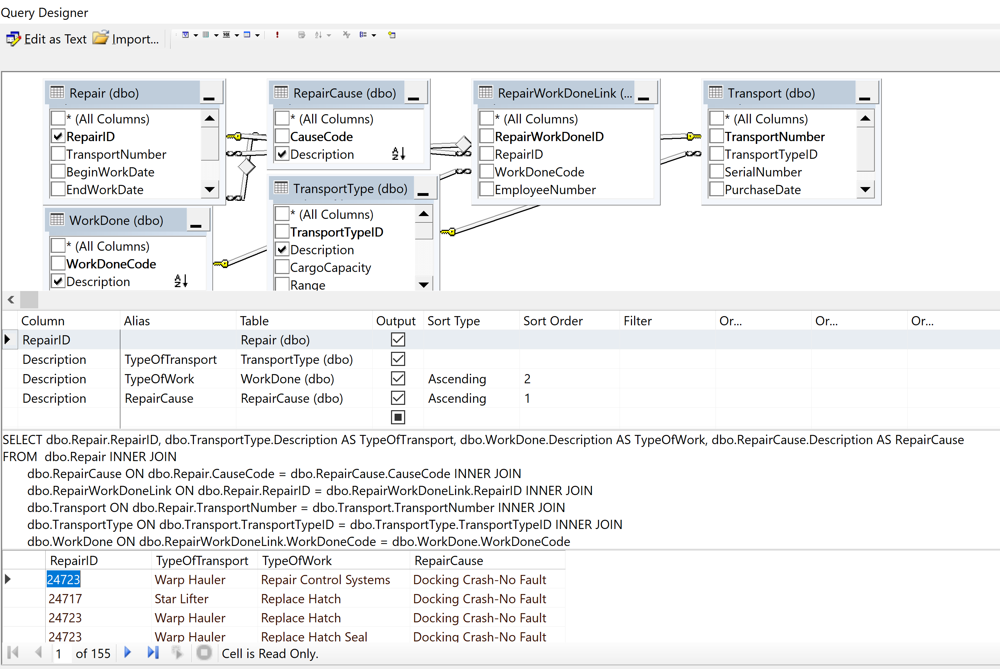 Query Designer
Edit as Text Import...
SQL
Repair (dbo)
* (All Columns)
RepairID
TransportNumber
BeginWorkDate
EndWorkDate
RepairCause (dbo)
* (All Columns)
CauseCode
Description
RepairWorkDoneLink (...
* (All Columns)
RepairWorkDoneID
RepairID
WorkDoneCode
EmployeeNumber
Transport (dbo)
* (All Columns)
TransportNumber
TransportTypeID
SerialNumber
PurchaseDate
WorkDone (dbo)
* (All Columns)
WorkDoneCode
Description
TransportType (dbo)
* (All Columns)
TransportTypeID
Description
CargoCapacity
Range
Column Alias Table Output Sort Type Sort Order Filter Or... Or... Or...
RepairID Repair (dbo)
Description TypeOfTransport TransportType (dbo)
Description TypeOfWork WorkDone (dbo) Ascending 2
Description RepairCause RepairCause (dbo) Ascending 1
SELECT dbo.Repair.RepairID, dbo.TransportType.Description AS TypeOfTransport, dbo.WorkDone.Description AS TypeOfWork, dbo.RepairCause.Description AS RepairCause
FROM dbo.Repair INNER JOIN
dbo.RepairCause ON dbo.Repair.CauseCode = dbo.RepairCause.CauseCode INNER JOIN
dbo.RepairWorkDoneLink ON dbo.Repair.RepairID = dbo.RepairWorkDoneLink.RepairID INNER JOIN
dbo.Transport ON dbo.Repair.TransportNumber = dbo.Transport.TransportNumber INNER JOIN
dbo.TransportType ON dbo.Transport.TransportTypeID = dbo.TransportType.TransportTypeID INNER JOIN
dbo.WorkDone ON dbo.RepairWorkDoneLink.WorkDoneCode = dbo.WorkDone.WorkDoneCode
RepairID TypeOfTransport TypeOfWork RepairCause
24723 Warp Hauler Repair Control Systems Docking Crash-No Fault
24717 Star Lifter Replace Hatch Docking Crash-No Fault
24723 Warp Hauler Replace Hatch Docking Crash-No Fault
24723 Warp Hauler Replace Hatch Seal Docking Crash-No Fault
1 of 155 Cell is Read Only.